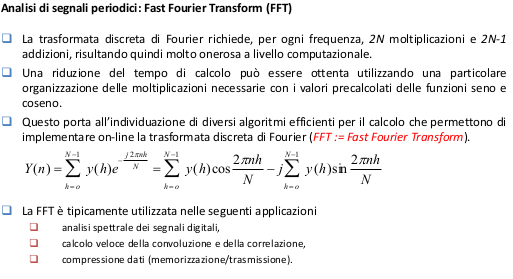 Analisi di segnali periodici: Fast Fourier Transform (FFT)
❑ La trasformata discreta di Fourier richiede, per ogni frequenza, 2N moltiplicazioni e 2N-1
addizioni, risultando quindi molto onerosa a livello computazionale.
❑ Una riduzione del tempo di calcolo può essere ottenta utilizzando una particolare
organizzazione delle moltiplicazioni necessarie con i valori precalcolati delle funzioni seno e
coseno.
❑ Questo porta all’individuazione di diversi algoritmi efficienti per il calcolo che permettono di
implementare on-line la trasformata discreta di Fourier (FFT := Fast Fourier Transform).
Y(n) = \sum_{h=o}^{N-1} y(h)e^{-\frac{j2\pi nh}{N}} = \sum_{h=o}^{N-1} y(h)\cos\frac{2\pi nh}{N} - j\sum_{h=o}^{N-1} y(h)\sin\frac{2\pi nh}{N}
❑ La FFT è tipicamente utilizzata nelle seguenti applicazioni
❑ analisi spettrale dei segnali digitali,
❑ calcolo veloce della convoluzione e della correlazione,
❑ compressione dati (memorizzazione/trasmissione).